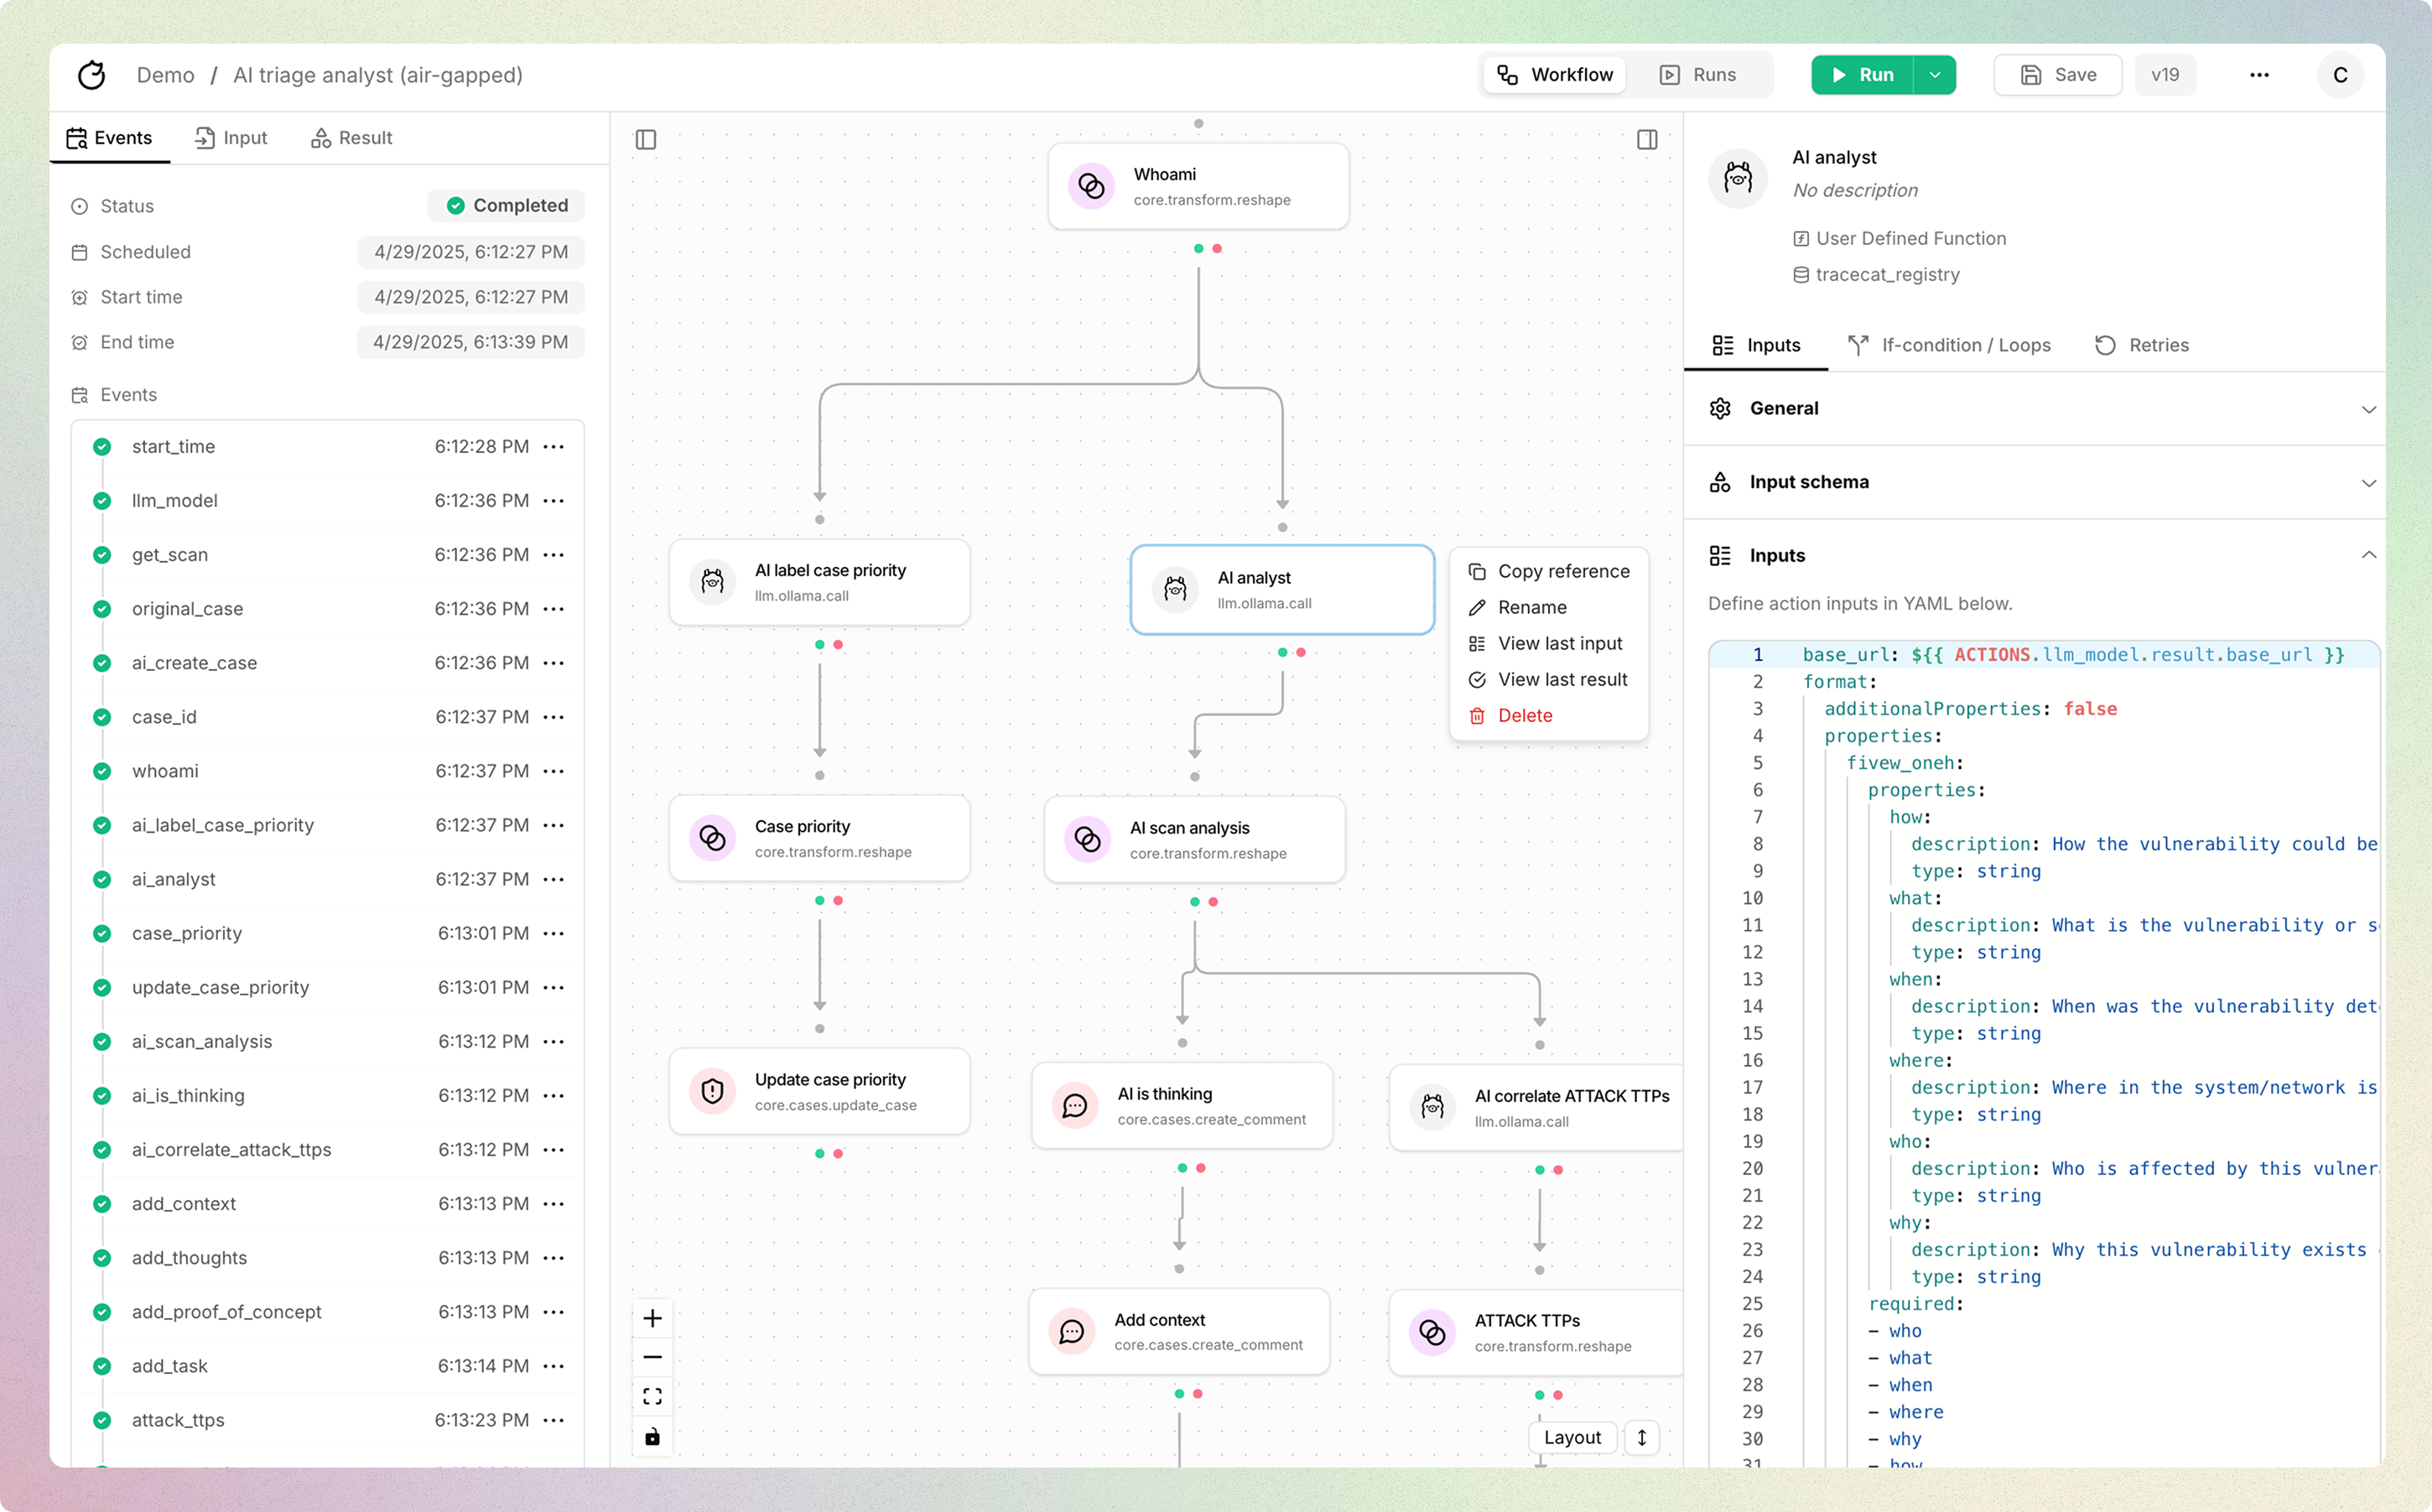 Demo / AI triage analyst (air-gapped)
Workflow
Runs
Run
Save
v19
C
Events
Input
Result
Status
Completed
Scheduled
4/29/2025, 6:12:27 PM
Start time
4/29/2025, 6:12:27 PM
End time
4/29/2025, 6:13:39 PM
Events
start_time 6:12:28 PM
llm_model 6:12:36 PM
get_scan 6:12:36 PM
original_case 6:12:36 PM
ai_create_case 6:12:36 PM
case_id 6:12:37 PM
whoami 6:12:37 PM
ai_label_case_priority 6:12:37 PM
ai_analyst 6:12:37 PM
case_priority 6:13:01 PM
update_case_priority 6:13:01 PM
ai_scan_analysis 6:13:12 PM
ai_is_thinking 6:13:12 PM
ai_correlate_attack_ttps 6:13:12 PM
add_context 6:13:13 PM
add_thoughts 6:13:13 PM
add_proof_of_concept 6:13:13 PM
add_task 6:13:14 PM
attack_ttps 6:13:23 PM
Whoami
core.transform.reshape
AI label case priority
llm.ollama.call
AI analyst
llm.ollama.call
Copy reference
Rename
View last input
View last result
Delete
Case priority
core.transform.reshape
AI scan analysis
core.transform.reshape
Update case priority
core.cases.update_case
AI is thinking
core.cases.create_comment
AI correlate ATTACK TTPs
llm.ollama.call
Add context
core.cases.create_comment
ATTACK TTPs
core.transform.reshape
Layout
AI analyst
No description
User Defined Function
tracecat_registry
Inputs
If-condition / Loops
Retries
General
Input schema
Inputs
Define action inputs in YAML below.
1 base_url: ${{ ACTIONS.llm_model.result.base_url }}
2 format:
3 additionalProperties: false
4 properties:
5 fivew_oneh:
6 properties:
7 how:
8 description: How the vulnerability could be
9 type: string
10 what:
11 description: What is the vulnerability or s
12 type: string
13 when:
14 description: When was the vulnerability det
15 type: string
16 where:
17 description: Where in the system/network is
18 type: string
19 who:
20 description: Who is affected by this vulner
21 type: string
22 why:
23 description: Why this vulnerability exists
24 type: string
25 required:
26 - who
27 - what
28 - when
29 - where
30 - why
31 - how